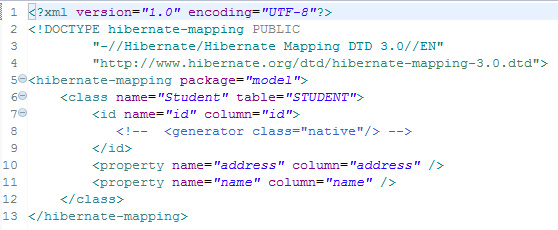 1 <?xml version="1.0" encoding="UTF-8"?>
2 <!DOCTYPE hibernate-mapping PUBLIC
3 "-//Hibernate/Hibernate Mapping DTD 3.0//EN"
4 "http://www.hibernate.org/dtd/hibernate-mapping-3.0.dtd">
5 <hibernate-mapping package="model">
6 <class name="Student" table="STUDENT">
7 <id name="id" column="id">
8 <!--  <generator class="native"/> -->
9 </id>
10 <property name="address" column="address" />
11 <property name="name" column="name" />
12 </class>
13 </hibernate-mapping>